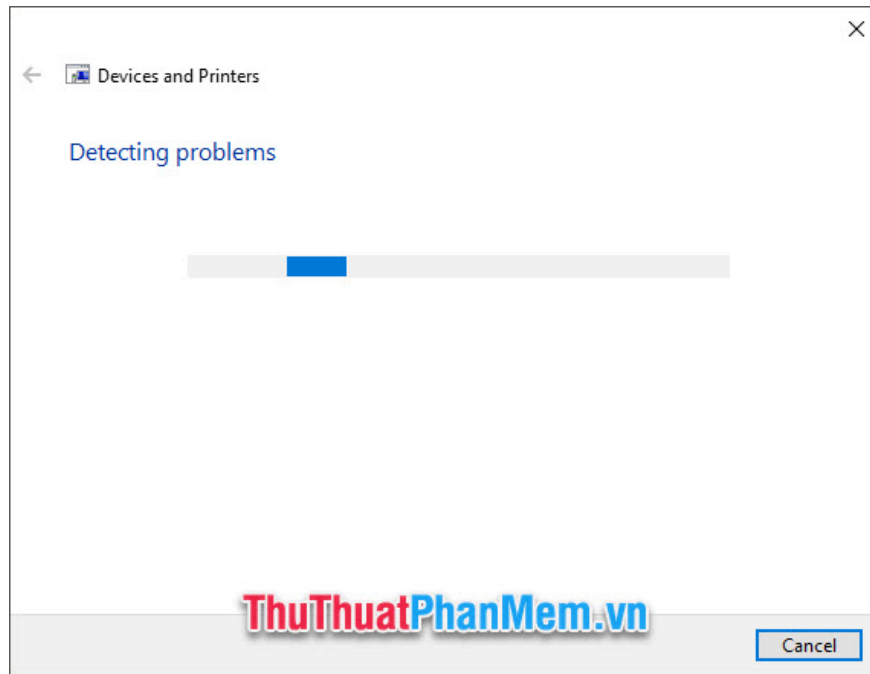 Devices and Printers
Detecting problems
ThuThuatPhanMem.vn
Cancel